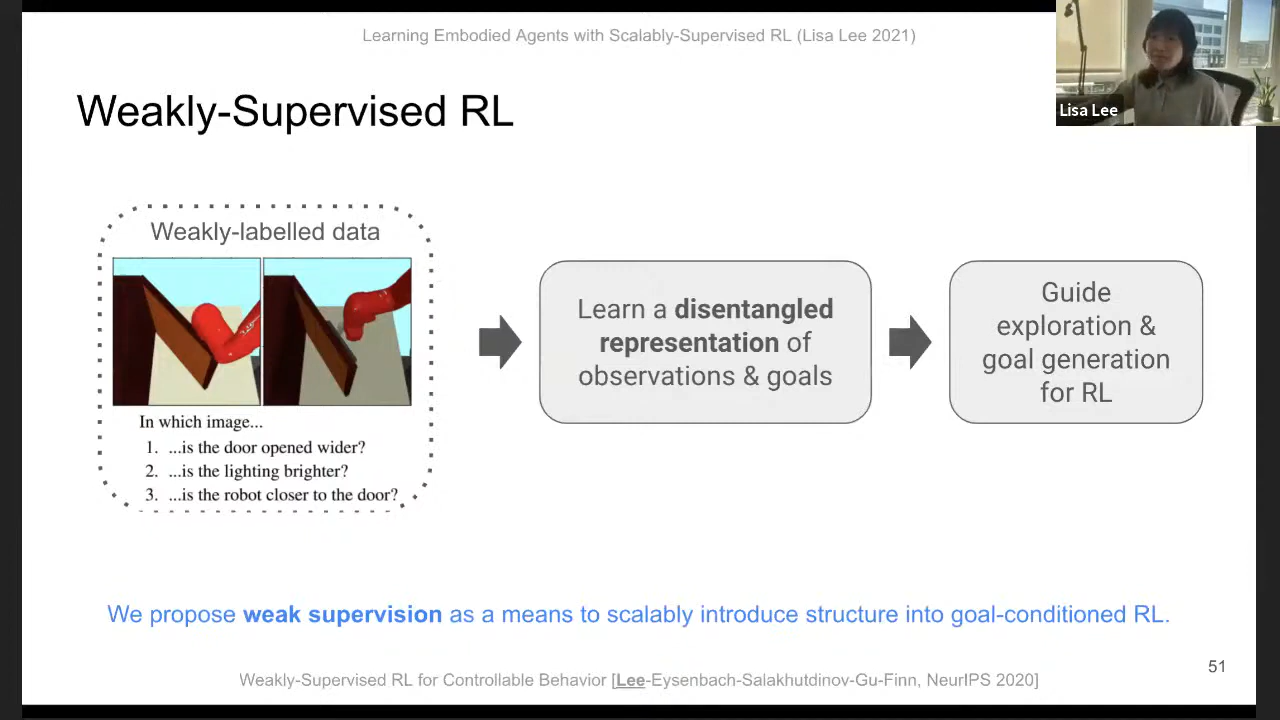 Learning Embodied Agents with Scalably-Supervised RL (Lisa Lee 2021)
Lisa Lee
Weakly-Supervised RL
Weakly-labelled data
In which image...
1. ...is the door opened wider?
2. ...is the lighting brighter?
3. ...is the robot closer to the door?
Learn a disentangled
representation of
observations & goals
Guide
exploration &
goal generation
for RL
We propose weak supervision as a means to scalably introduce structure into goal-conditioned RL.
51
Weakly-Supervised RL for Controllable Behavior [Lee-Eysenbach-Salakhutdinov-Gu-Finn, NeurIPS 2020]